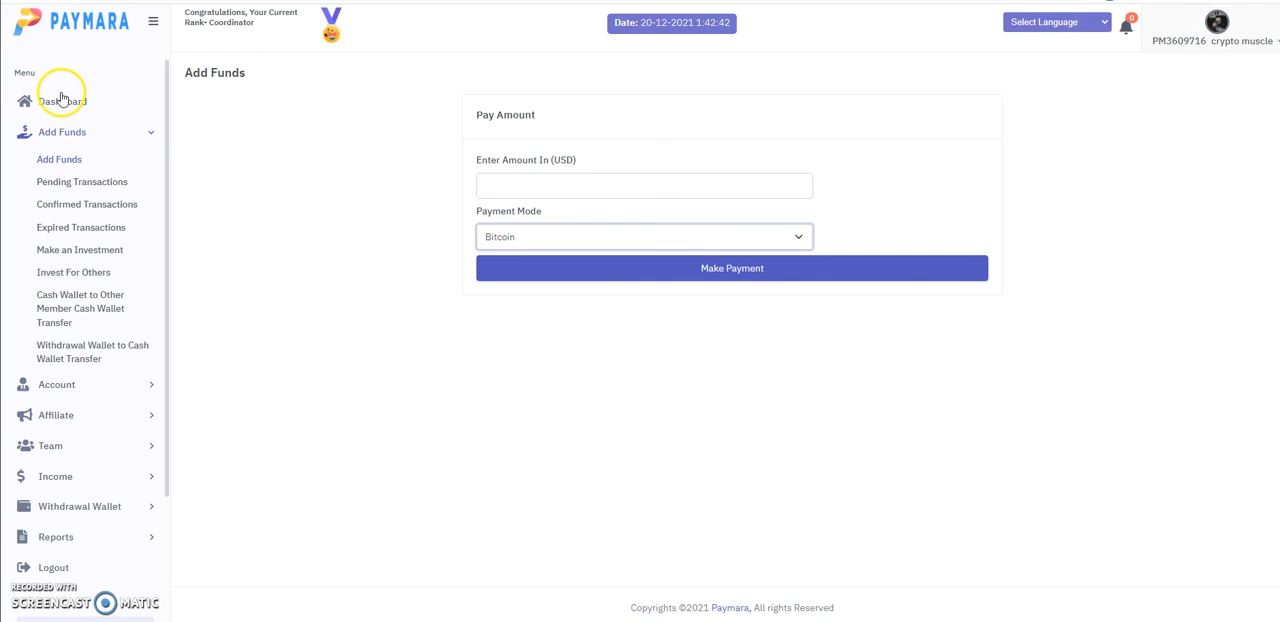 PAYMARA
Congratulations, Your Current
Rank- Coordinator
Date: 20-12-2021 1:42:42
Select Language
0
PM3609716 crypto muscle
Menu
Dashboard
Add Funds
Add Funds
Pending Transactions
Confirmed Transactions
Expired Transactions
Make an Investment
Invest For Others
Cash Wallet to Other
Member Cash Wallet
Transfer
Withdrawal Wallet to Cash
Wallet Transfer
Account
Affiliate
Team
Income
Withdrawal Wallet
Reports
Logout
RECORDED WITH
SCREENCAST MATIC
Add Funds
Pay Amount
Enter Amount In (USD)
Payment Mode
Bitcoin
Make Payment
Copyrights ©2021 Paymara, All rights Reserved